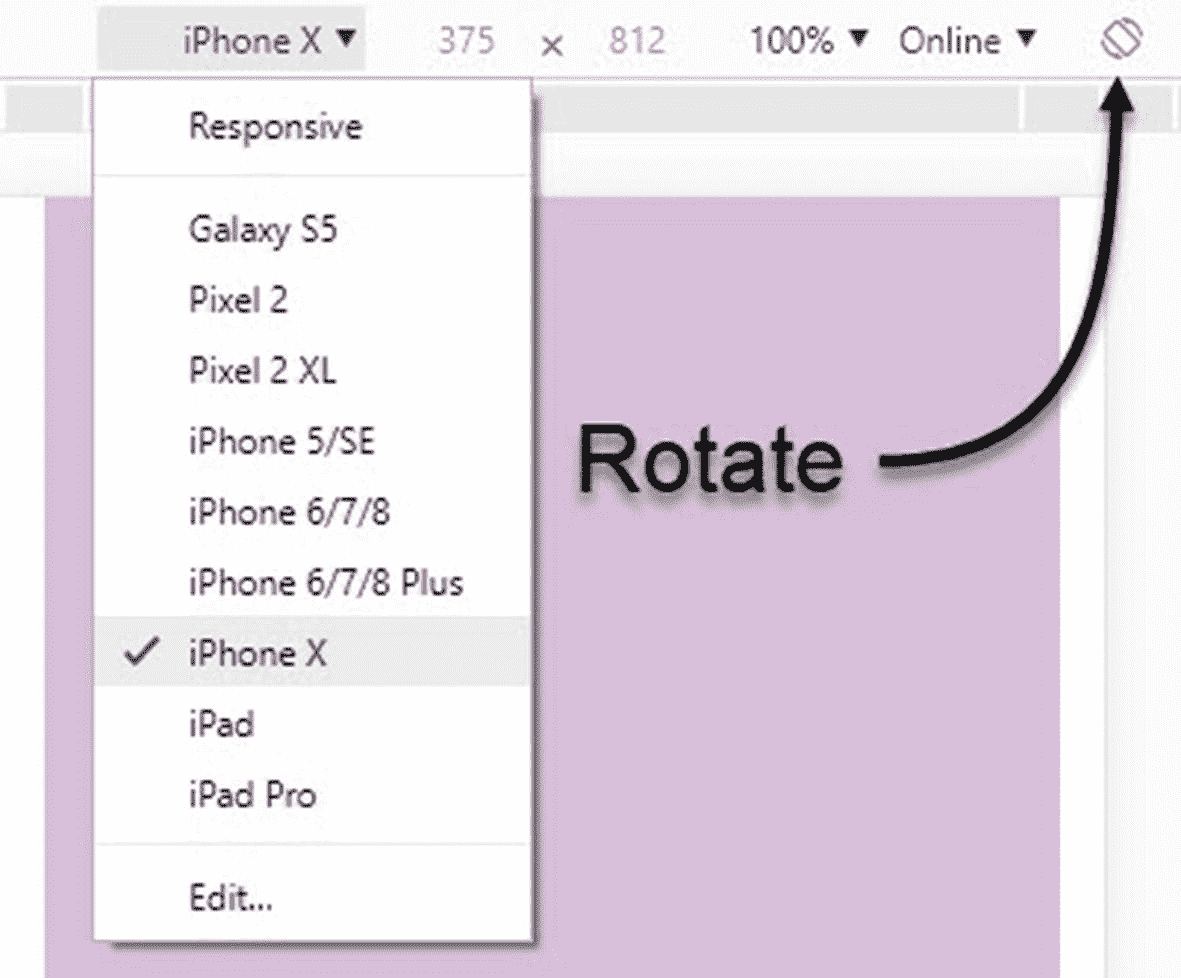 iPhone X ▼ 375 × 812 100% ▼ Online ▼
Responsive
Galaxy S5
Pixel 2
Pixel 2 XL
iPhone 5/SE
iPhone 6/7/8
iPhone 6/7/8 Plus
✓ iPhone X
iPad
iPad Pro
Edit...
Rotate